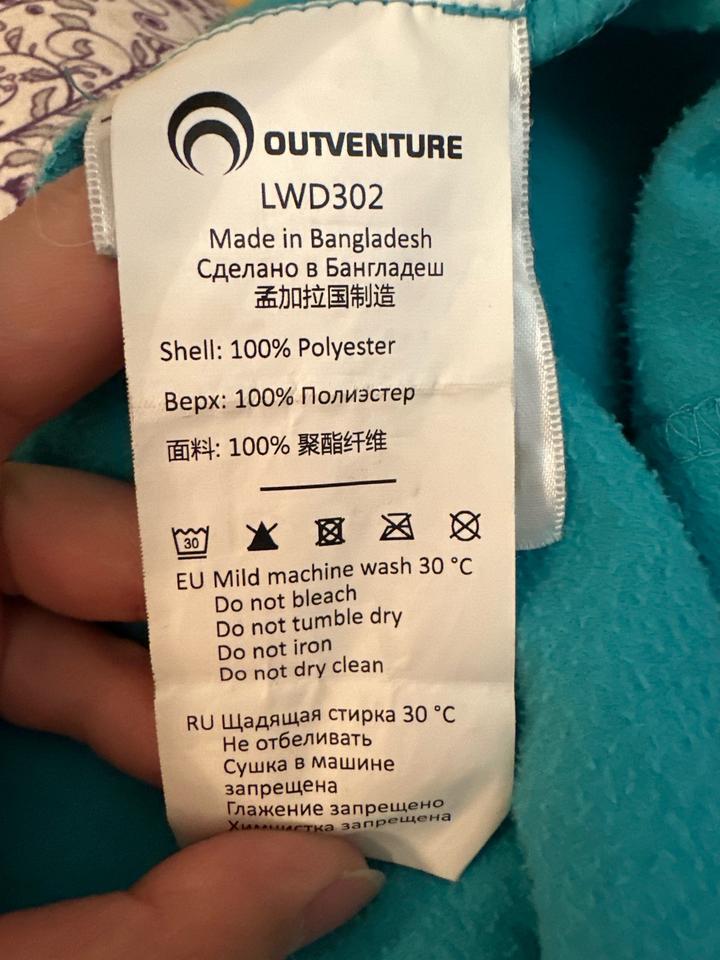 OUTVENTURE
LWD302
Made in Bangladesh
Сделано в Бангладеш
孟加拉国制造
Shell: 100% Polyester
Верх: 100% Полиэстер
面料: 100% 聚酯纤维
30
EU Mild machine wash 30 °C
Do not bleach
Do not tumble dry
Do not iron
Do not dry clean
RU Щадящая стирка 30 °C
Не отбеливать
Сушка в машине
запрещена
Глажение запрещено
Химчистка запрещена